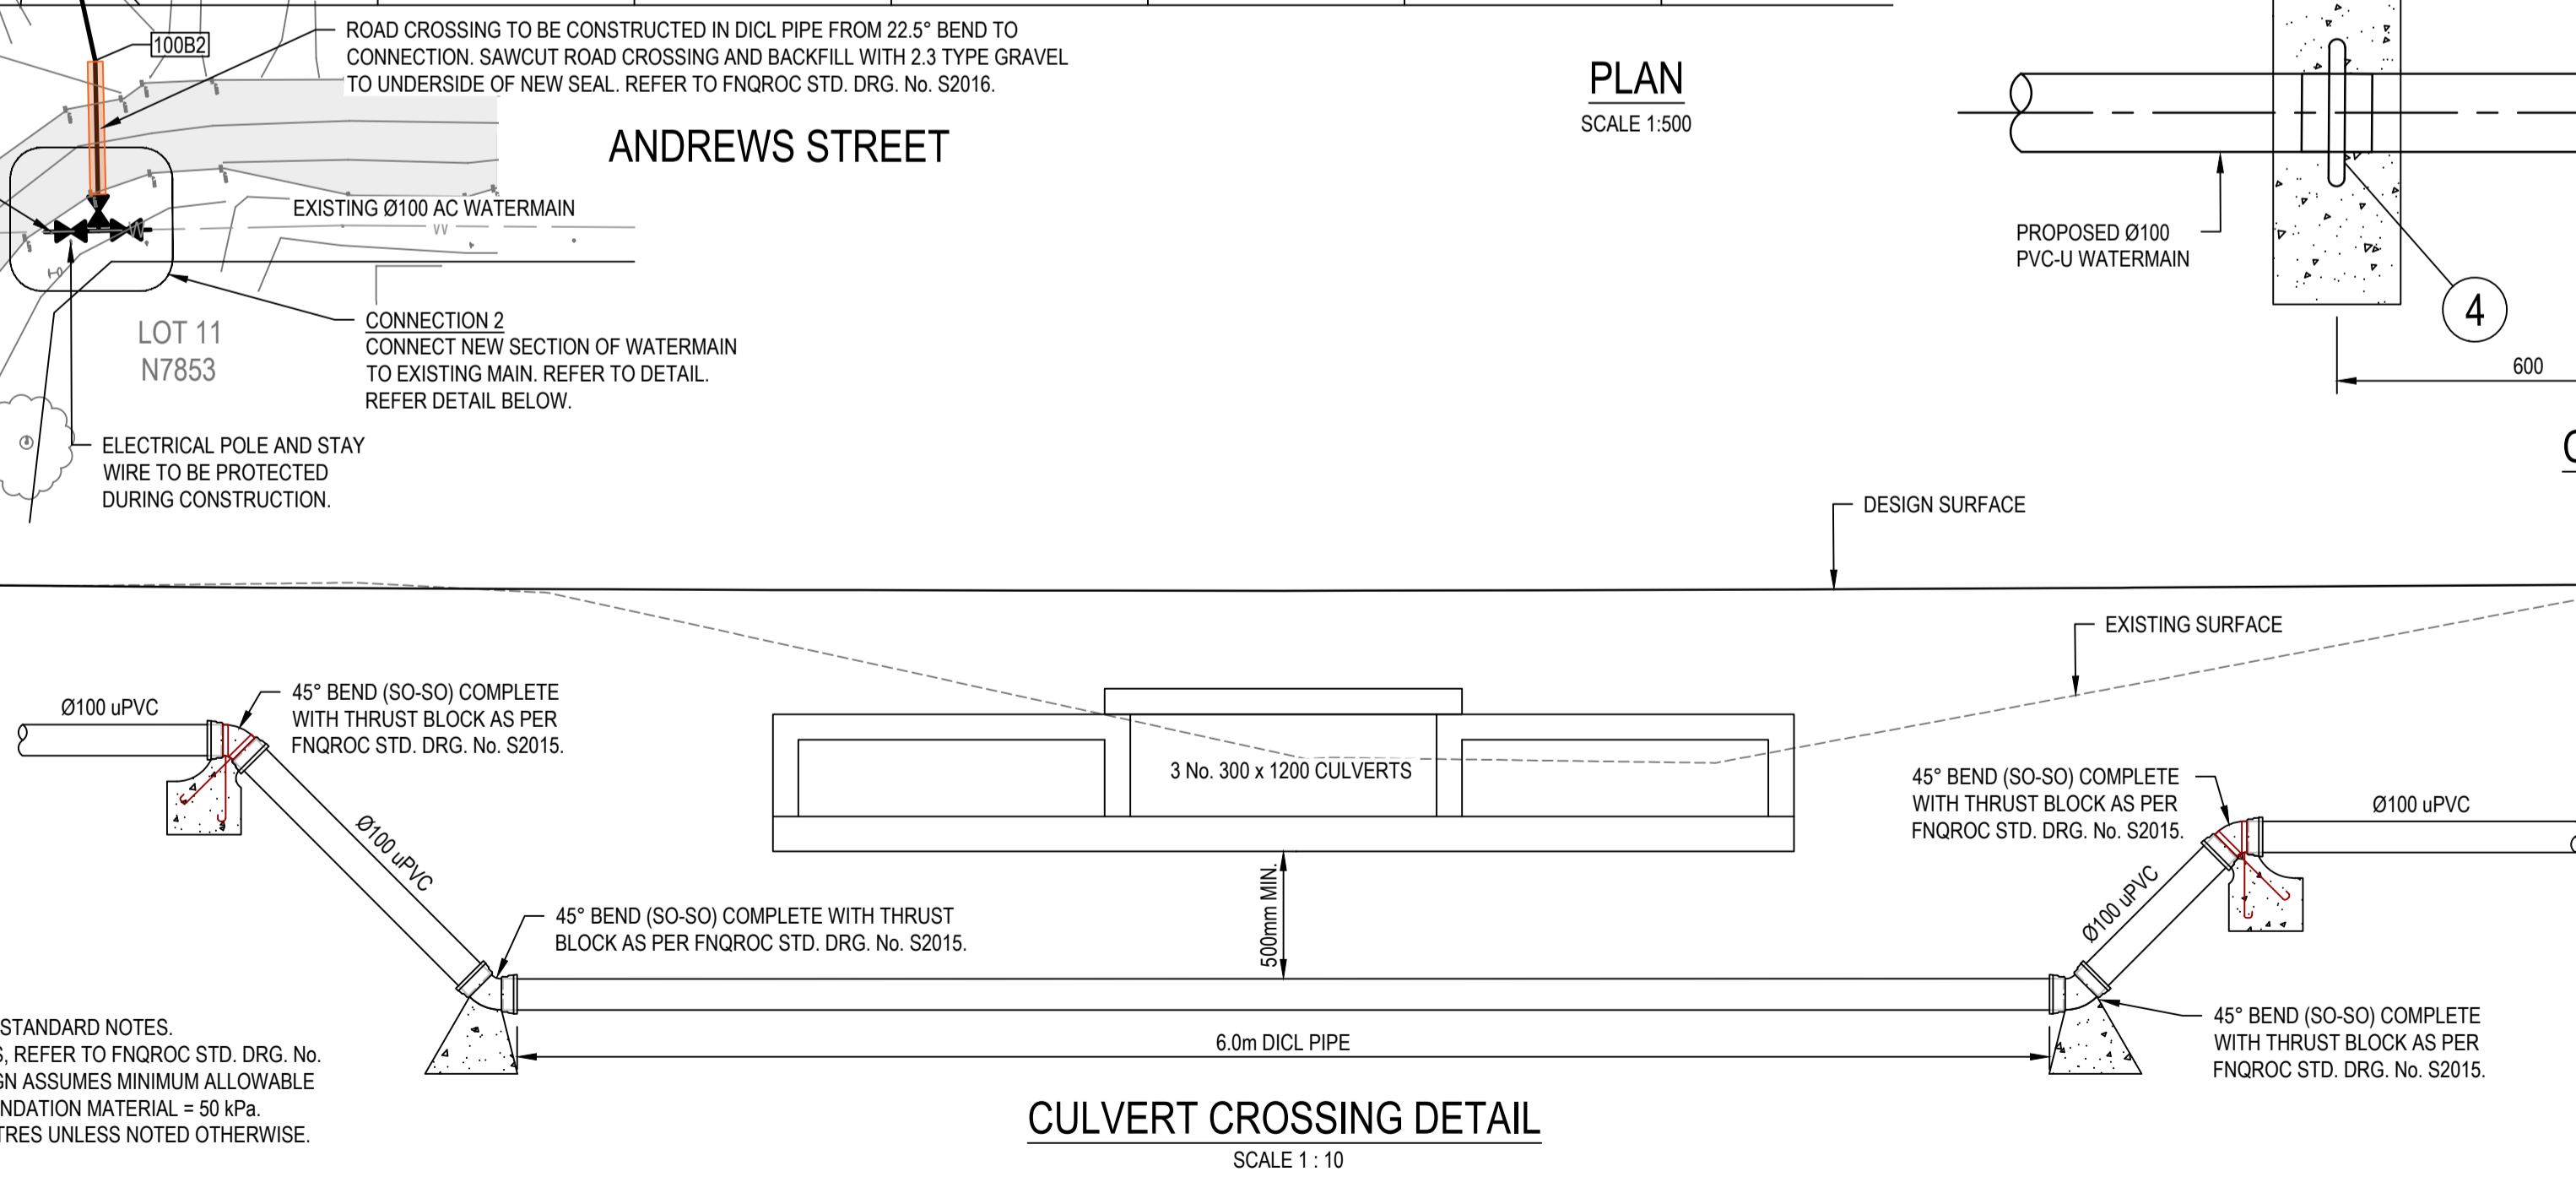 100B2
ROAD CROSSING TO BE CONSTRUCTED IN DICL PIPE FROM 22.5° BEND TO
CONNECTION. SAWCUT ROAD CROSSING AND BACKFILL WITH 2.3 TYPE GRAVEL
TO UNDERSIDE OF NEW SEAL. REFER TO FNQROC STD. DRG. No. S2016.
ANDREWS STREET
PLAN
SCALE 1:500
EXISTING Ø100 AC WATERMAIN
W
W
PROPOSED Ø100
PVC-U WATERMAIN
4
600
LOT 11
N7853
CONNECTION 2
CONNECT NEW SECTION OF WATERMAIN
TO EXISTING MAIN. REFER TO DETAIL.
REFER DETAIL BELOW.
ELECTRICAL POLE AND STAY
WIRE TO BE PROTECTED
DURING CONSTRUCTION.
DESIGN SURFACE
EXISTING SURFACE
Ø100 uPVC
45° BEND (SO-SO) COMPLETE
WITH THRUST BLOCK AS PER
FNQROC STD. DRG. No. S2015.
Ø100 uPVC
3 No. 300 x 1200 CULVERTS
45° BEND (SO-SO) COMPLETE
WITH THRUST BLOCK AS PER
FNQROC STD. DRG. No. S2015.
Ø100 uPVC
Ø100 uPVC
500mm MIN.
45° BEND (SO-SO) COMPLETE WITH THRUST
BLOCK AS PER FNQROC STD. DRG. No. S2015.
6.0m DICL PIPE
45° BEND (SO-SO) COMPLETE
WITH THRUST BLOCK AS PER
FNQROC STD. DRG. No. S2015.
STANDARD NOTES.
, REFER TO FNQROC STD. DRG. No.
GN ASSUMES MINIMUM ALLOWABLE
NDATION MATERIAL = 50 kPa.
TRES UNLESS NOTED OTHERWISE.
CULVERT CROSSING DETAIL
SCALE 1 : 10